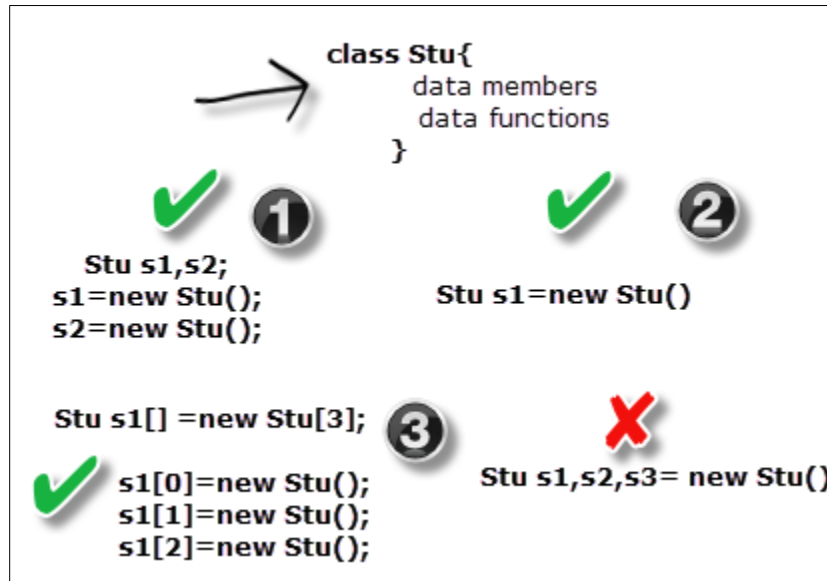 class Stu{
data members
data functions
}
1
Stu s1,s2;
s1=new Stu();
s2=new Stu();
2
Stu s1=new Stu()
3
Stu s1[] =new Stu[3];
s1[0]=new Stu();
s1[1]=new Stu();
s1[2]=new Stu();
Stu s1,s2,s3= new Stu()